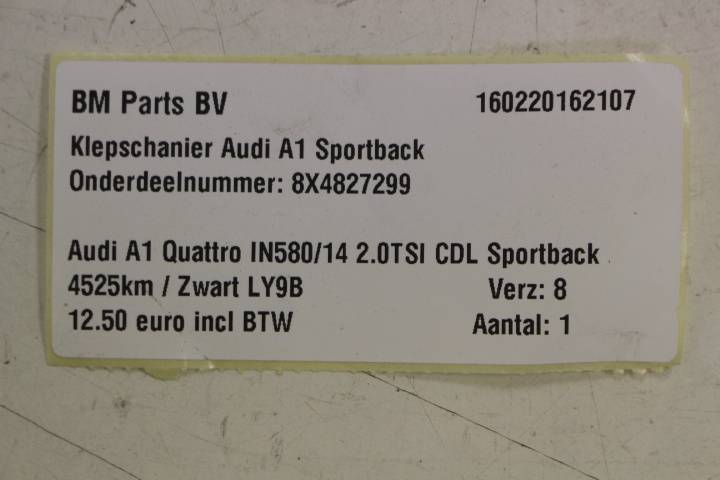 BM Parts BV 160220162107
Klepschanier Audi A1 Sportback
Onderdeelnummer: 8X4827299
Audi A1 Quattro IN580/14 2.0TSI CDL Sportback
4525km / Zwart LY9B Verz: 8
12.50 euro incl BTW Aantal: 1